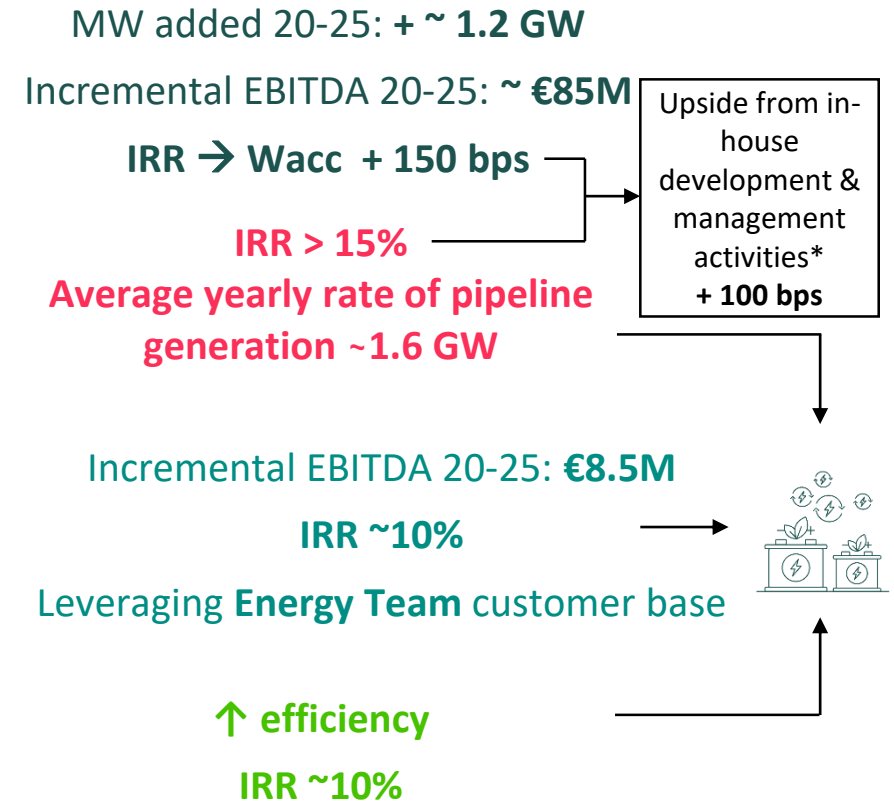 MW added 20-25: + ~ 1.2 GW
Incremental EBITDA 20-25: ~ €85M
IRR → Wacc + 150 bps
Upside from in-
house
development &
management
activities*
+ 100 bps
IRR > 15%
Average yearly rate of pipeline
generation ~1.6 GW
Incremental EBITDA 20-25: €8.5M
IRR ~10%
Leveraging Energy Team customer base
↑ efficiency
IRR ~10%